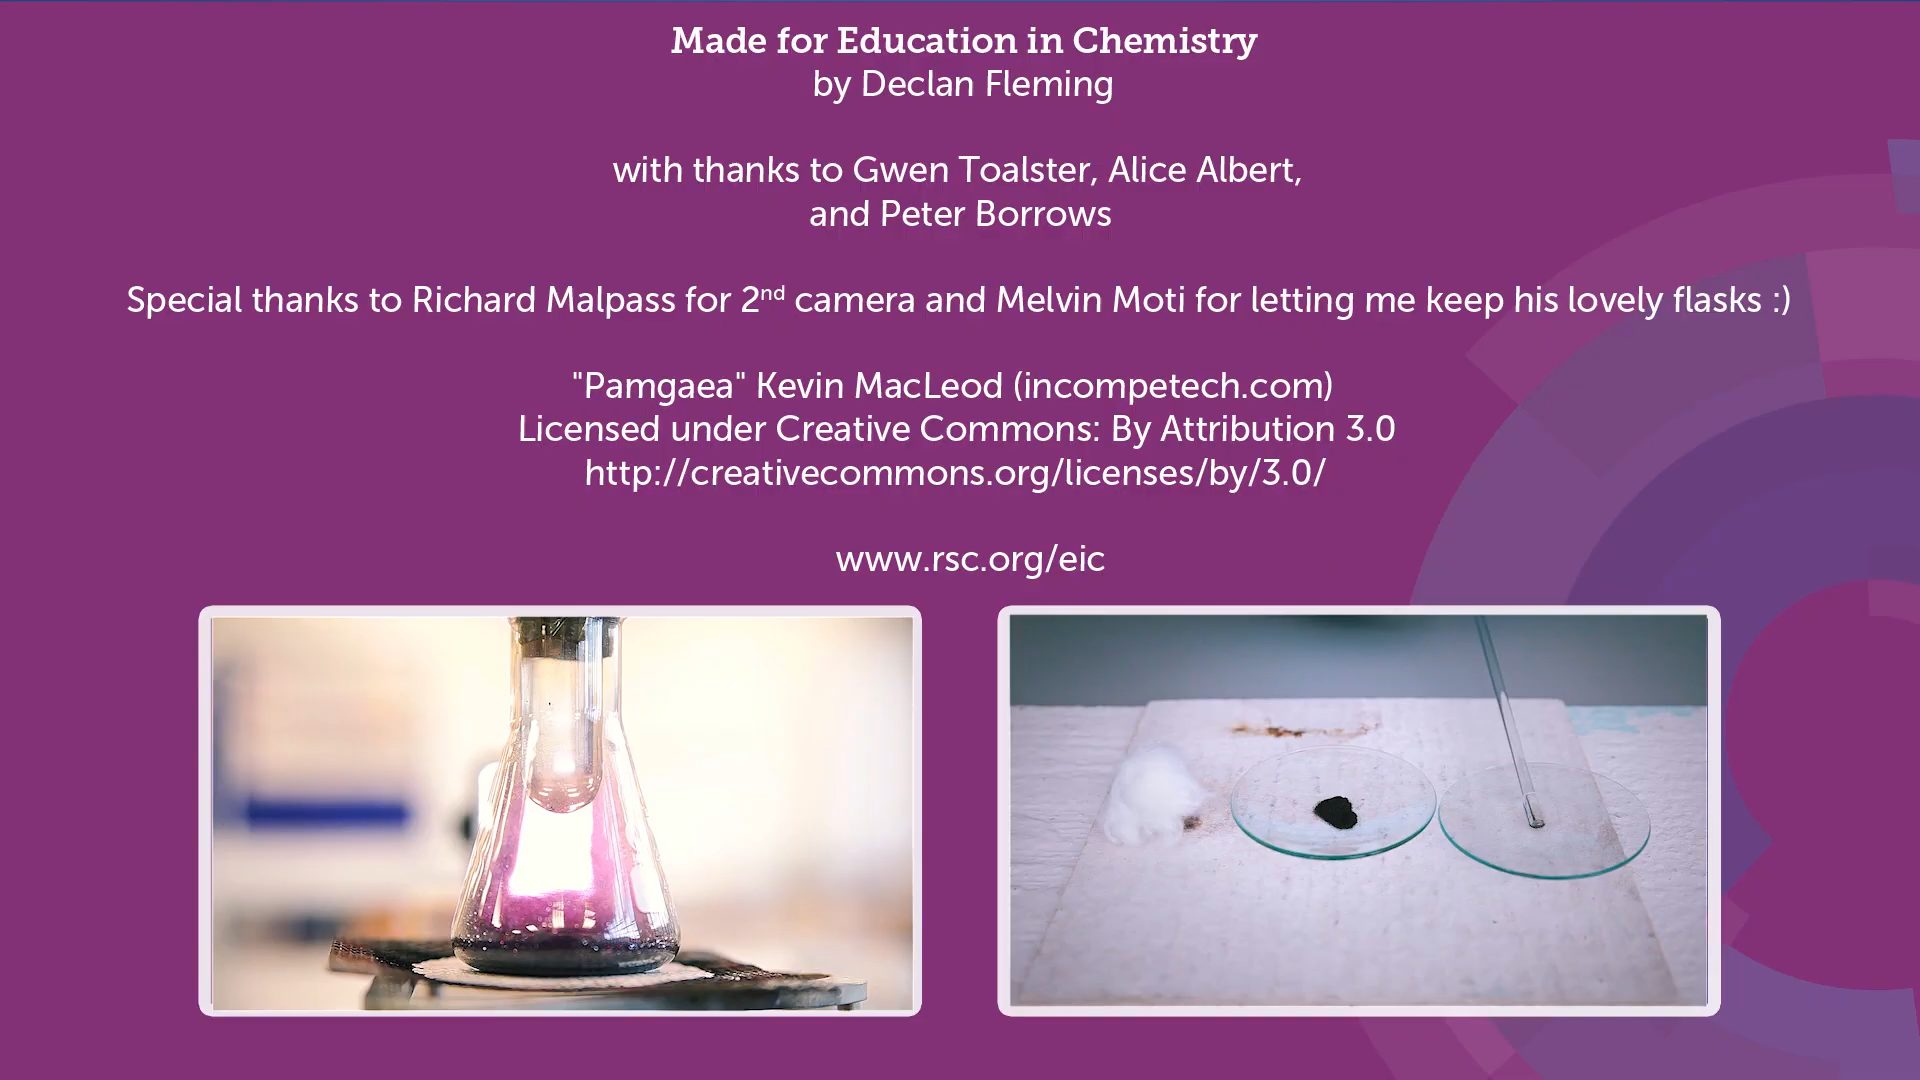 Made for Education in Chemistry
by Declan Fleming
with thanks to Gwen Toalster, Alice Albert,
and Peter Borrows
Special thanks to Richard Malpass for 2nd camera and Melvin Moti for letting me keep his lovely flasks :)
"Pamgaea" Kevin MacLeod (incompetech.com)
Licensed under Creative Commons: By Attribution 3.0
http://creativecommons.org/licenses/by/3.0/
www.rsc.org/eic